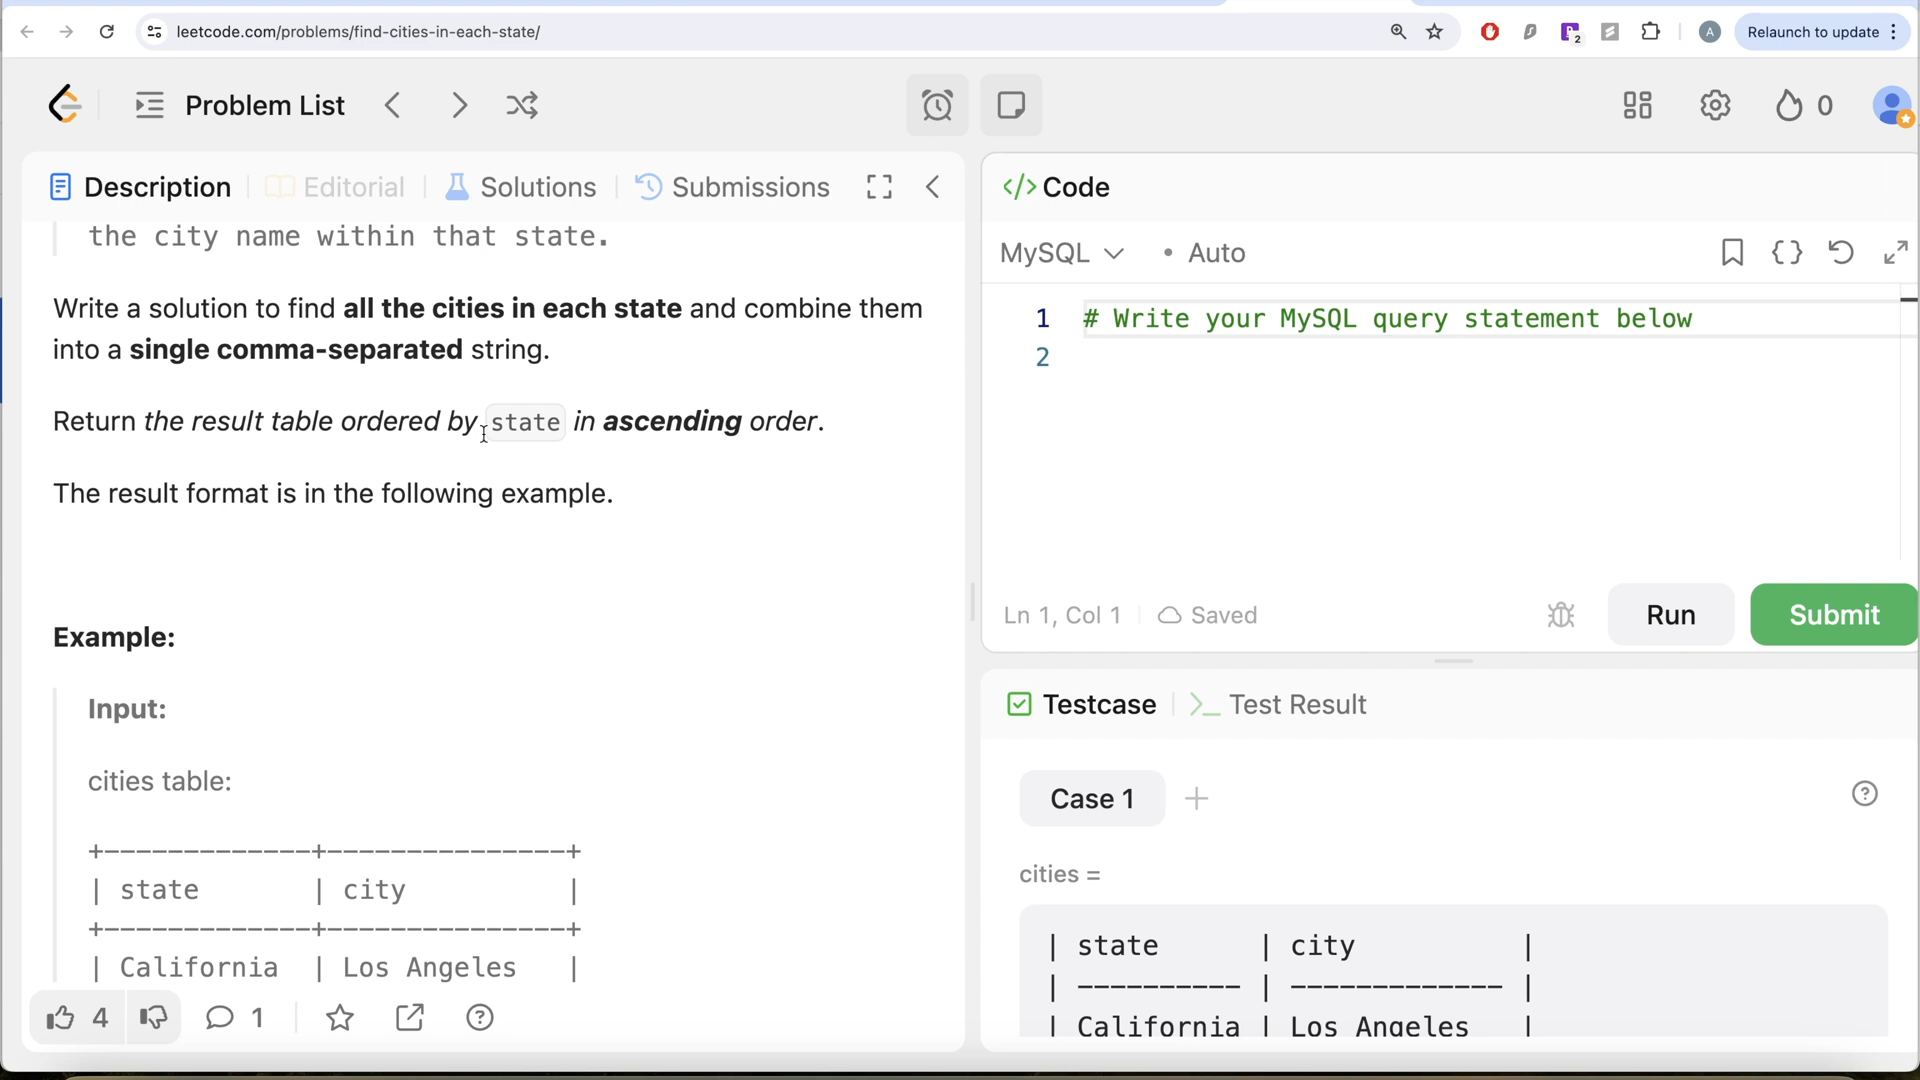 leetcode.com/problems/find-cities-in-each-state/
2
A
Relaunch to update
Problem List
0
Description
Editorial
Solutions
Submissions
the city name within that state.
Write a solution to find all the cities in each state and combine them
into a single comma-separated string.
Return the result table ordered by state in ascending order.
The result format is in the following example.
Example:
Input:
cities table:
+-------------+---------------+
| state | city |
+-------------+---------------+
| California | Los Angeles |
4
1
</> Code
MySQL
• Auto
1 # Write your MySQL query statement below
2
Ln 1, Col 1
Saved
Run
Submit
Testcase
Test Result
Case 1
cities =
| state | city |
| ---------- | ------------- |
| California | Los Angeles |